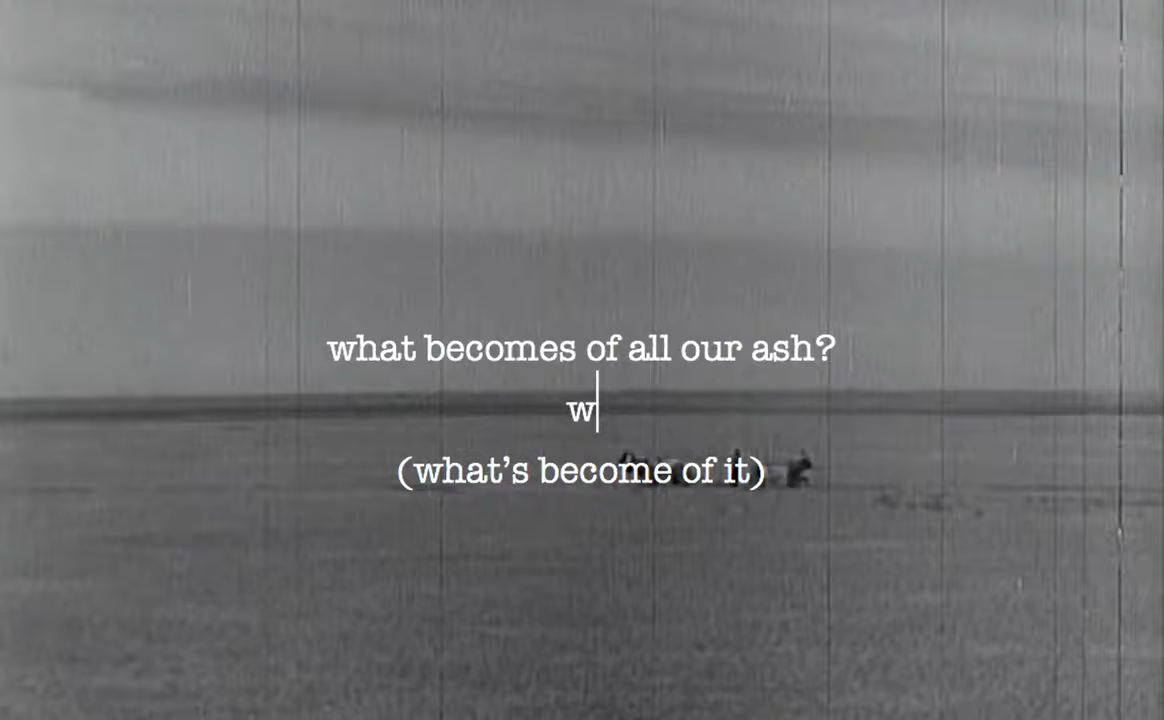 what becomes of all our ash?
w
(what's become of it)